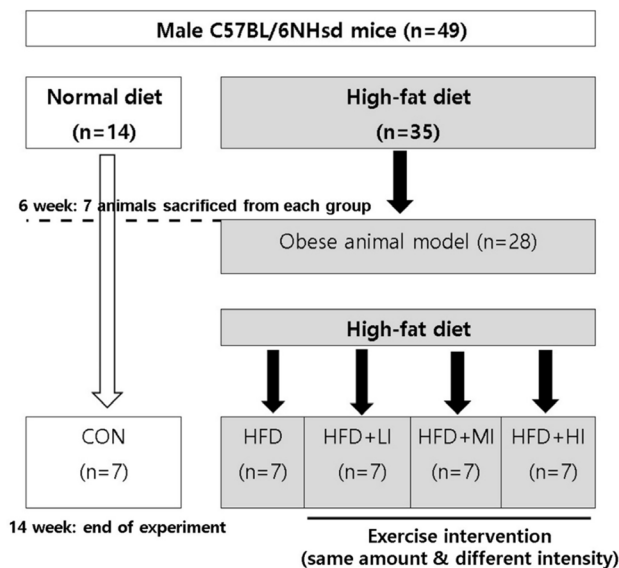 Male C57BL/6NHsd mice (n=49)
Normal diet
(n=14)
High-fat diet
(n=35)
6 week: 7 animals sacrificed from each group
Obese animal model (n=28)
High-fat diet
CON
(n=7)
HFD
(n=7)
HFD+LI
(n=7)
HFD+MI
(n=7)
HFD+HI
(n=7)
14 week: end of experiment
Exercise intervention
(same amount & different intensity)